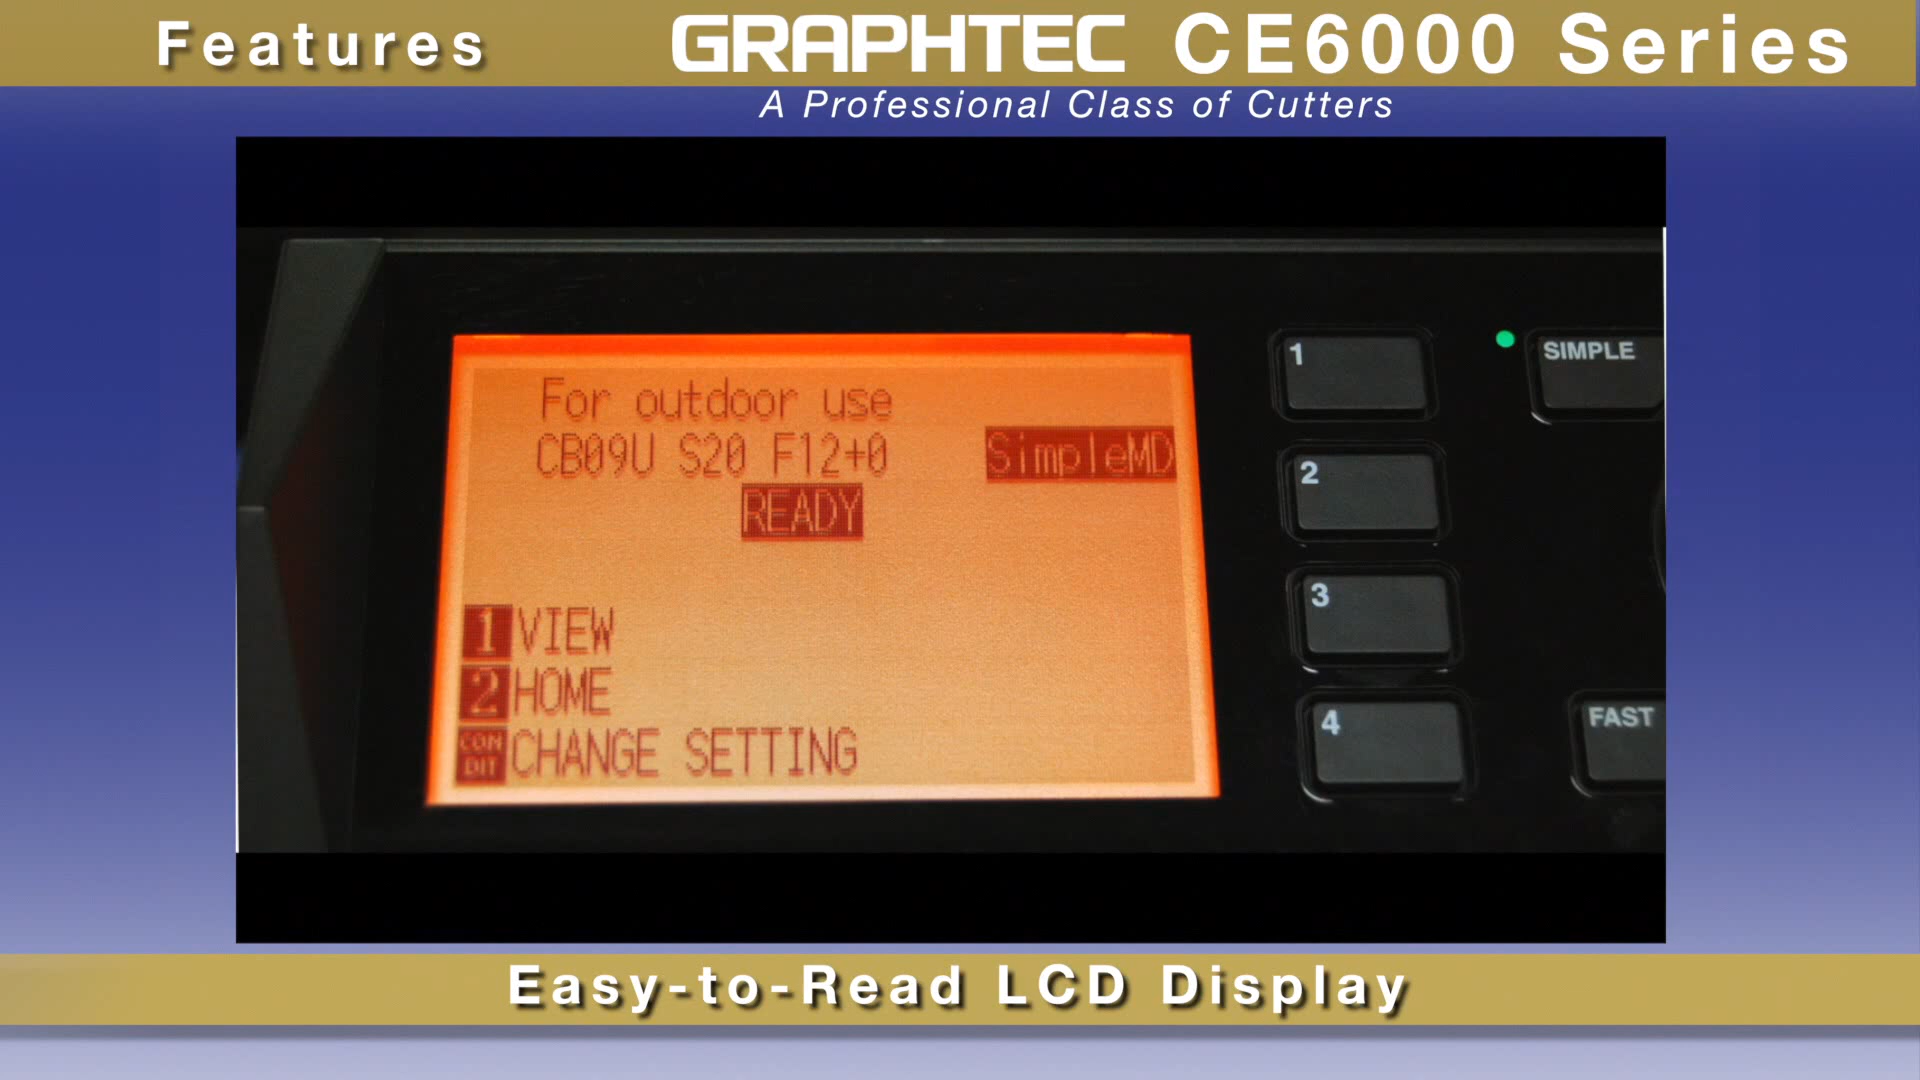 Features
GRAPHTEC CE6000 Series
A Professional Class of Cutters
For outdoor use
CB09U S20 F12+0
SimpleMD
READY
1 VIEW
2 HOME
CON DIT CHANGE SETTING
1
SIMPLE
2
3
4
FAST
Easy-to-Read LCD Display